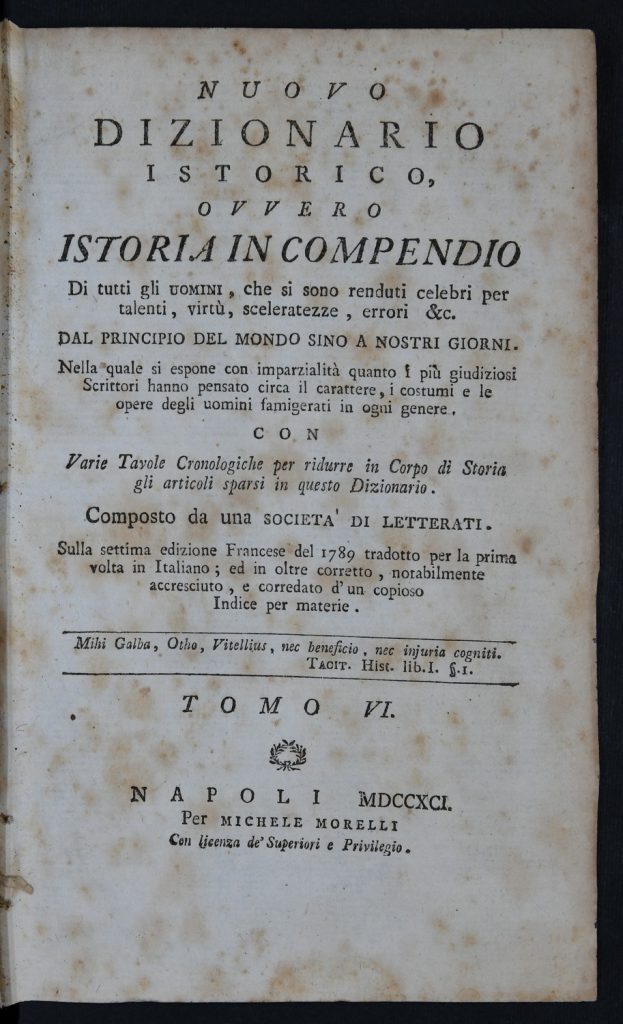 NUOVO
DIZIONARIO
ISTORICO,
OVVERO
ISTORIA IN COMPENDIO
Di tutti gli UOMINI, che si sono renduti celebri per
talenti, virtù, sceleratezze, errori &c.
DAL PRINCIPIO DEL MONDO SINO A NOSTRI GIORNI.
Nella quale si espone con imparzialità quanto i più giudiziosi
Scrittori hanno pensato circa il carattere, i costumi e le
opere degli uomini famigerati in ogni genere.
CON
Varie Tavole Cronologiche per ridurre in Corpo di Storia
gli articoli sparsi in questo Dizionario.
Composto da una SOCIETA' DI LETTERATI.
Sulla settima edizione Francese del 1789 tradotto per la prima
volta in Italiano; ed in oltre corretto, notabilmente
accresciuto, e corredato d'un copioso
Indice per materie.
Mihi Galba, Otho, Vitellius, nec beneficio, nec injuria cogniti.
TACIT. Hist. lib.I. §.I.
TOMO VI.
NAPOLI MDCCXCI.
Per MICHELE MORELLI
Con licenza de' Superiori e Privilegio.